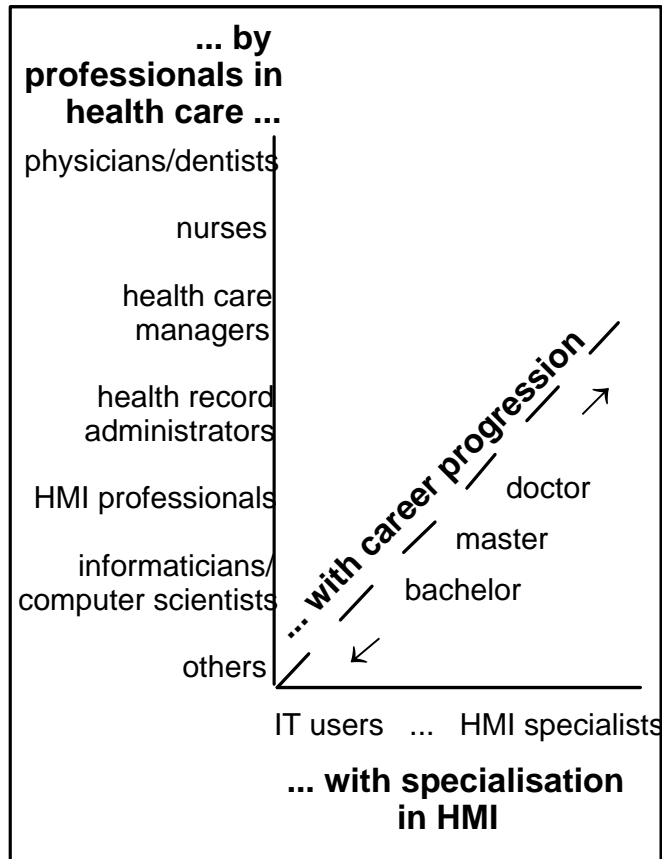 ... by
professionals in
health care ...
physicians/dentists
nurses
health care
managers
health record
administrators
HMI professionals
informaticians/
computer scientists
others
... with career progression
doctor
master
bachelor
IT users ... HMI specialists
... with specialisation
in HMI